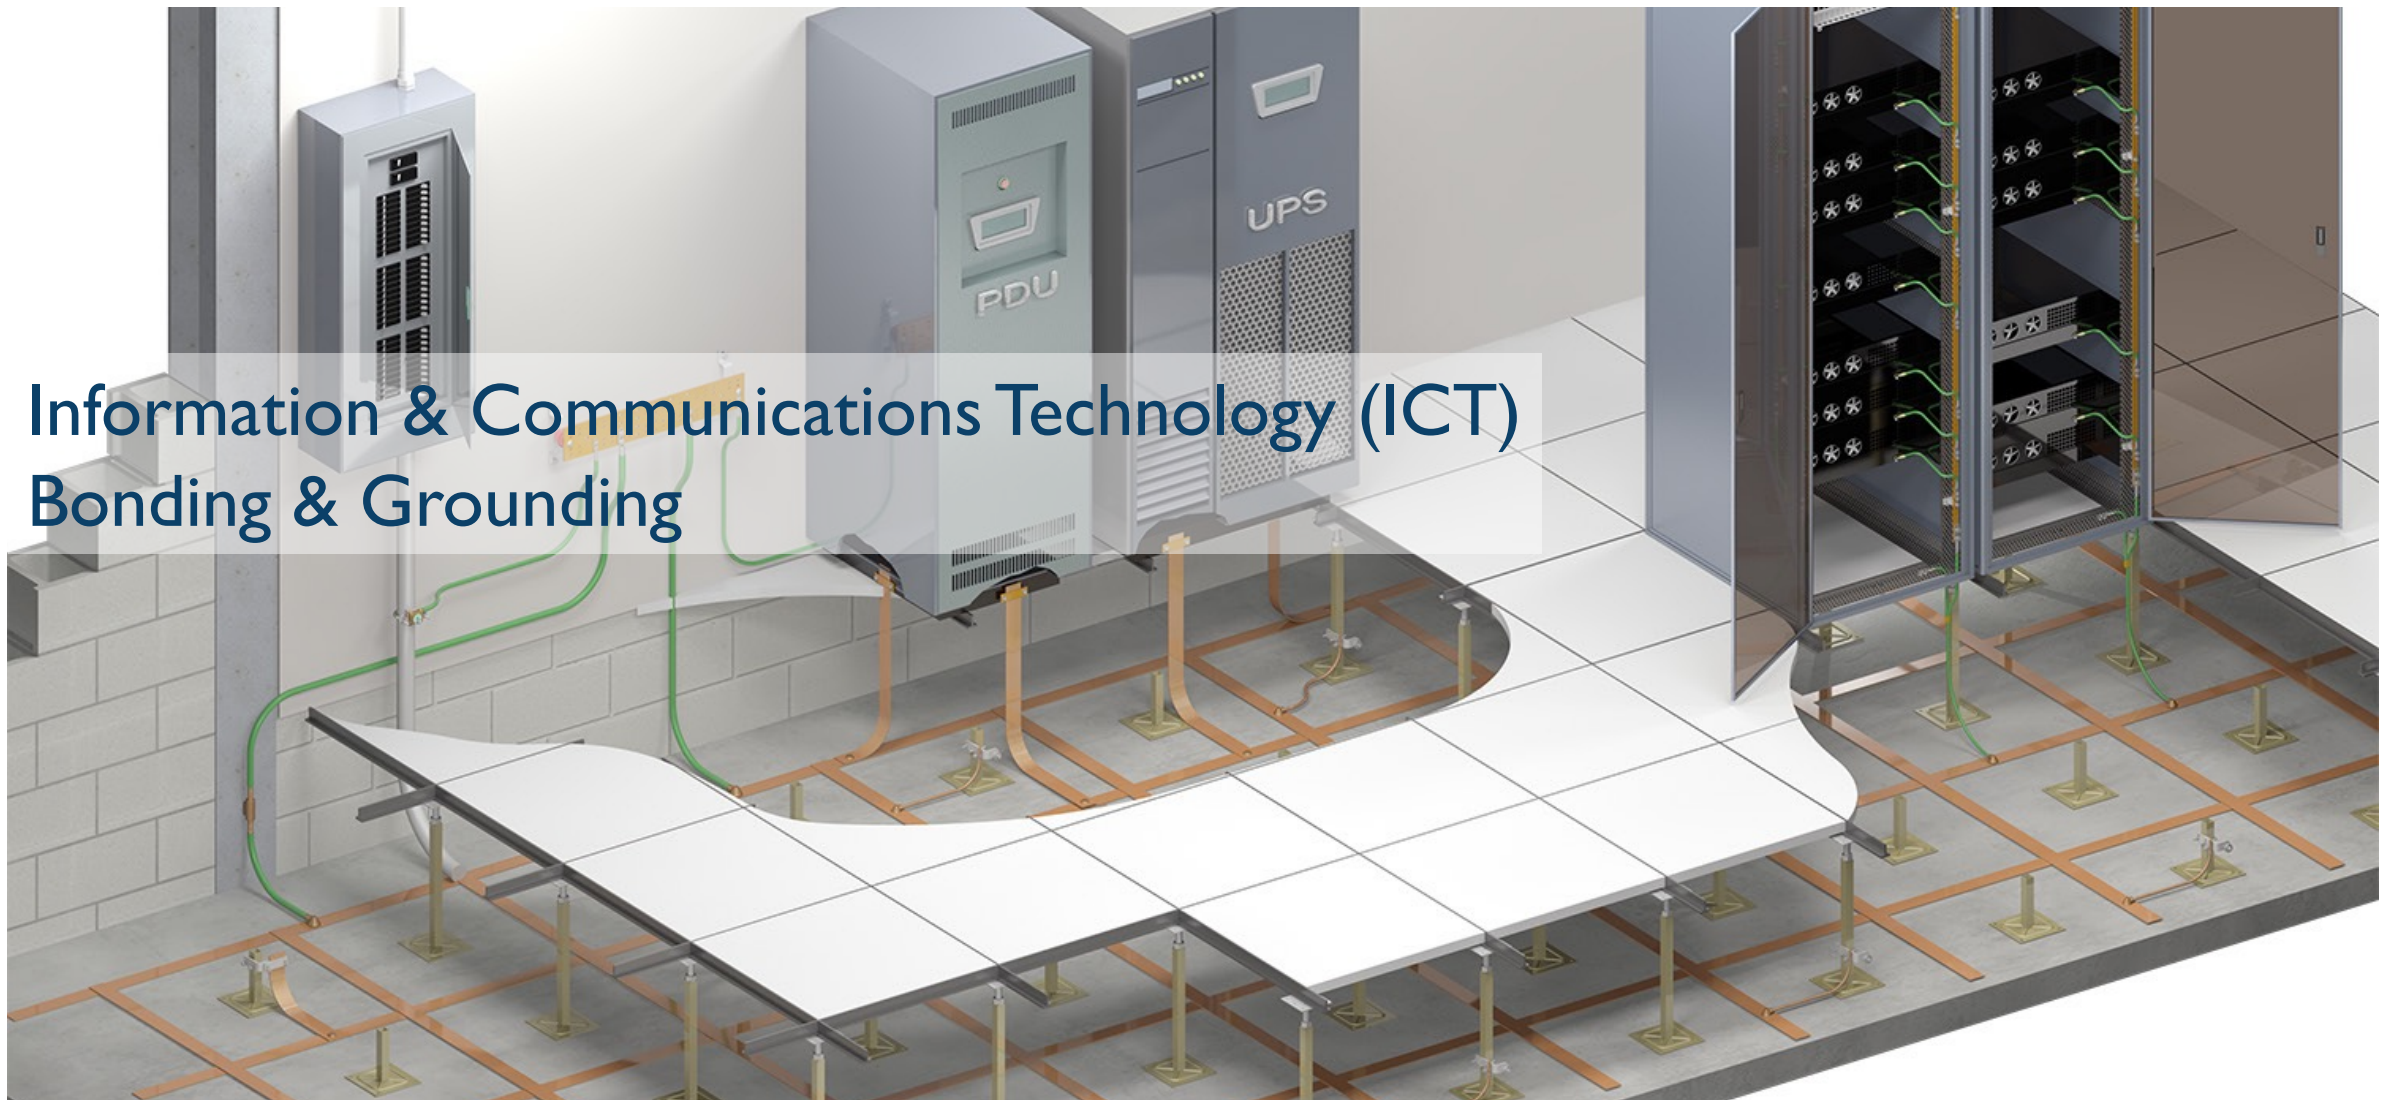 UPS
PDU
Information & Communications Technology (ICT)
Bonding & Grounding